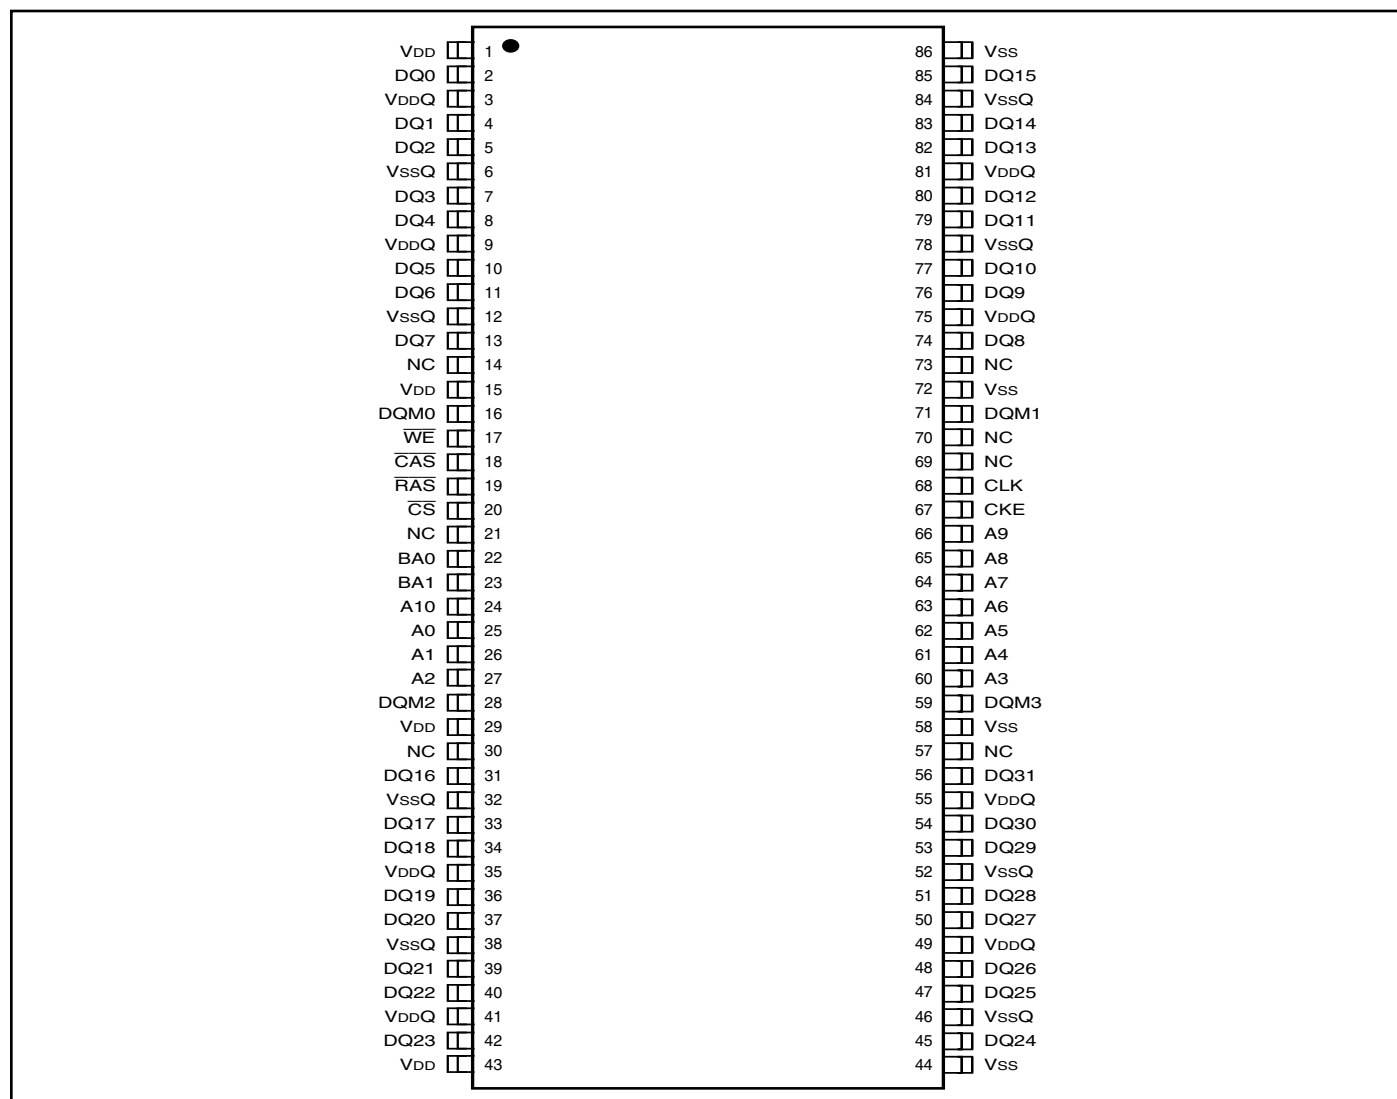 VDD 1 86 VSS
DQ0 2 85 DQ15
VDDQ 3 84 VSSQ
DQ1 4 83 DQ14
DQ2 5 82 DQ13
VSSQ 6 81 VDDQ
DQ3 7 80 DQ12
DQ4 8 79 DQ11
VDDQ 9 78 VSSQ
DQ5 10 77 DQ10
DQ6 11 76 DQ9
VSSQ 12 75 VDDQ
DQ7 13 74 DQ8
NC 14 73 NC
VDD 15 72 VSS
DQM0 16 71 DQM1
W̅E̅ 17 70 NC
C̅A̅S̅ 18 69 NC
R̅A̅S̅ 19 68 CLK
C̅S̅ 20 67 CKE
NC 21 66 A9
BA0 22 65 A8
BA1 23 64 A7
A10 24 63 A6
A0 25 62 A5
A1 26 61 A4
A2 27 60 A3
DQM2 28 59 DQM3
VDD 29 58 VSS
NC 30 57 NC
DQ16 31 56 DQ31
VSSQ 32 55 VDDQ
DQ17 33 54 DQ30
DQ18 34 53 DQ29
VDDQ 35 52 VSSQ
DQ19 36 51 DQ28
DQ20 37 50 DQ27
VSSQ 38 49 VDDQ
DQ21 39 48 DQ26
DQ22 40 47 DQ25
VDDQ 41 46 VSSQ
DQ23 42 45 DQ24
VDD 43 44 VSS